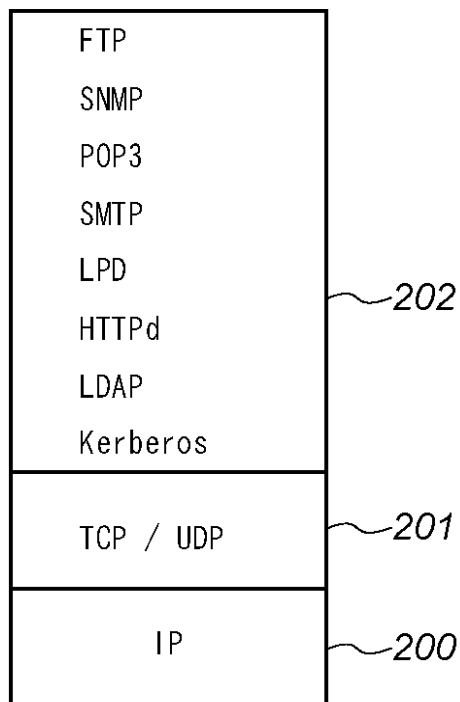 FTP
SNMP
POP3
SMTP
LPD
202
HTTPd
LDAP
Kerberos
TCP / UDP
201
IP
200